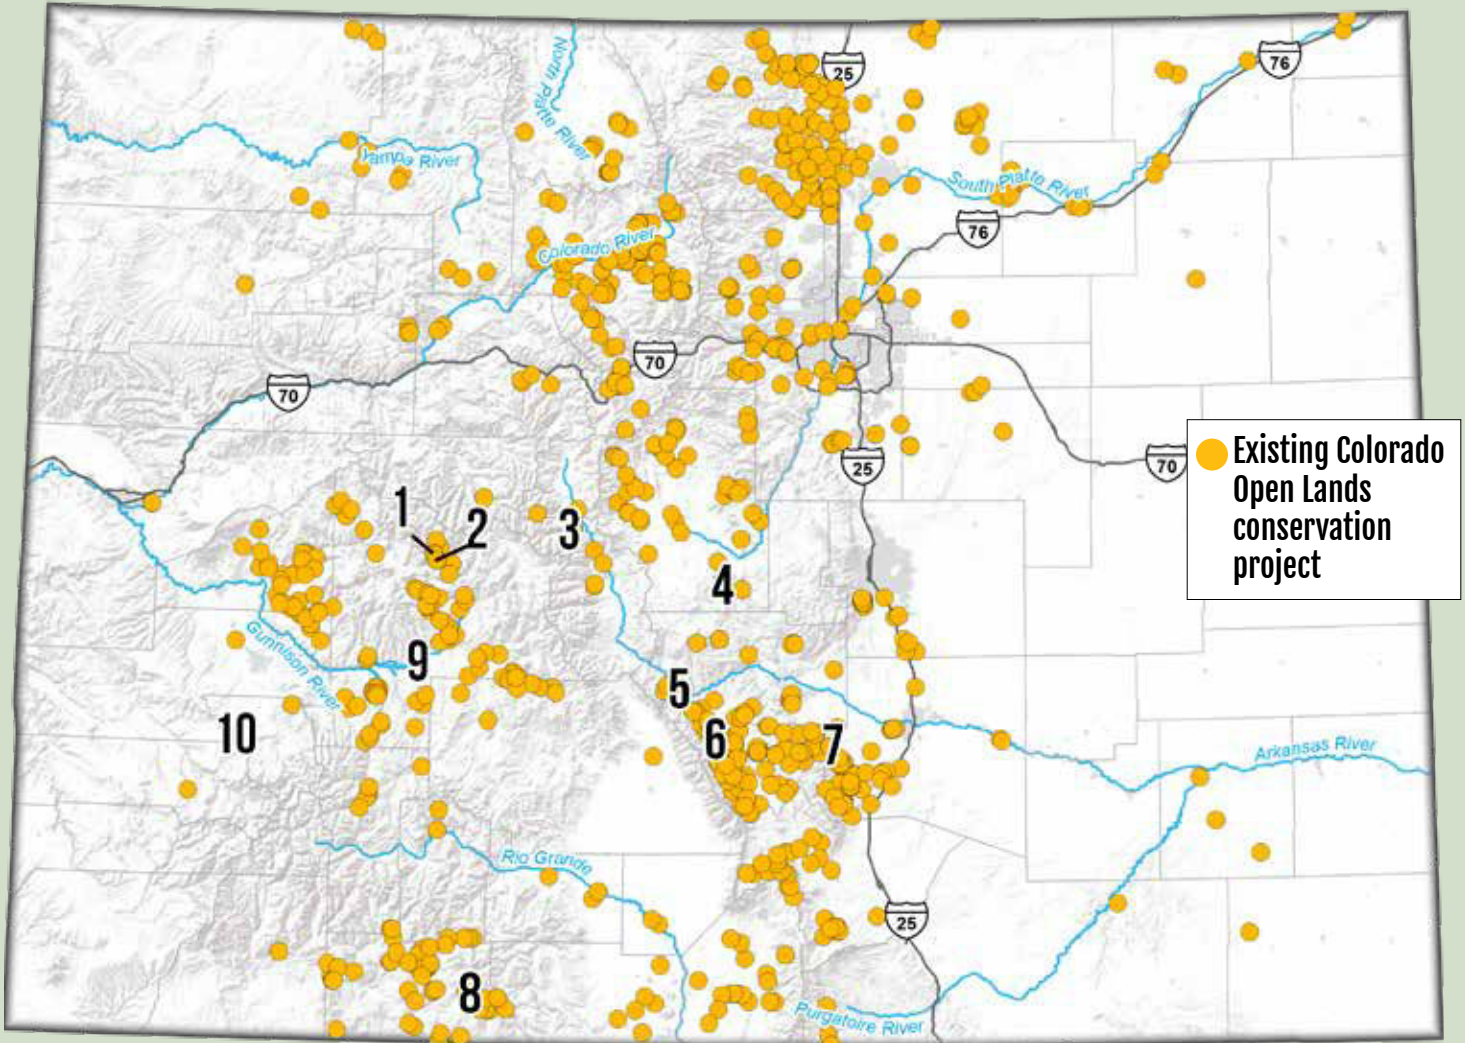 North Platte River
25
76
Yampa River
South Platte River
76
Colorado River
70
70
25
70
Existing Colorado
Open Lands
conservation
project
1
2
3
4
Gunnison River
9
5
10
6
7
Arkansas River
Rio Grande
25
8
Purgatoire River